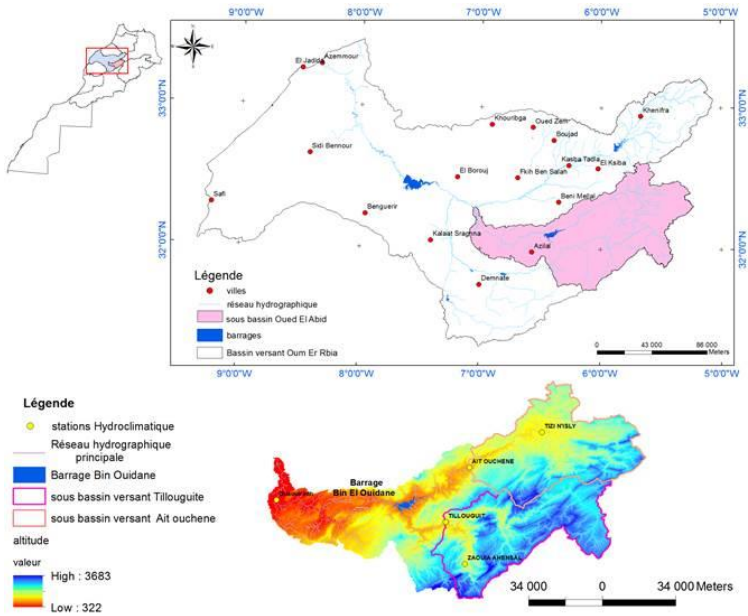 9°0'0"W 8°0'0"W 7°0'0"W 6°0'0"W
33°0'0"N
32°0'0"N
33°0'0"N
32°0'0"N
El Jadida
Azemmour
Khouribga
Oued Zem
Boujad
Khenifra
Sidi Bennour
Kasba Tadla
El Ksiba
El Borouj
Fkih Ben Salah
Safi
Benguerir
Beni Mellal
Kalaat Sraghna
Azilal
Demnate
Légende
villes
réseau hydrographique
sous bassin Oued El Abid
barrages
Bassin versant Oum Er Rbia
0 43 000 86 000
Meters
9°0'0"W 8°0'0"W 7°0'0"W 6°0'0"W 5°0'0"W
Légende
stations Hydroclimatique
Réseau hydrographique
principale
Barrage Bin Ouidane
sous bassin versant Tillouguite
sous bassin versant Ait ouchene
altitude
valeur
High : 3683
Low : 322
TIZI N'ISLY
AIT OUCHENE
Barrage
Bin El Ouidane
TILLOUGUIT
ZAOUIA AHENSAL
34 000 0 34 000 Meters